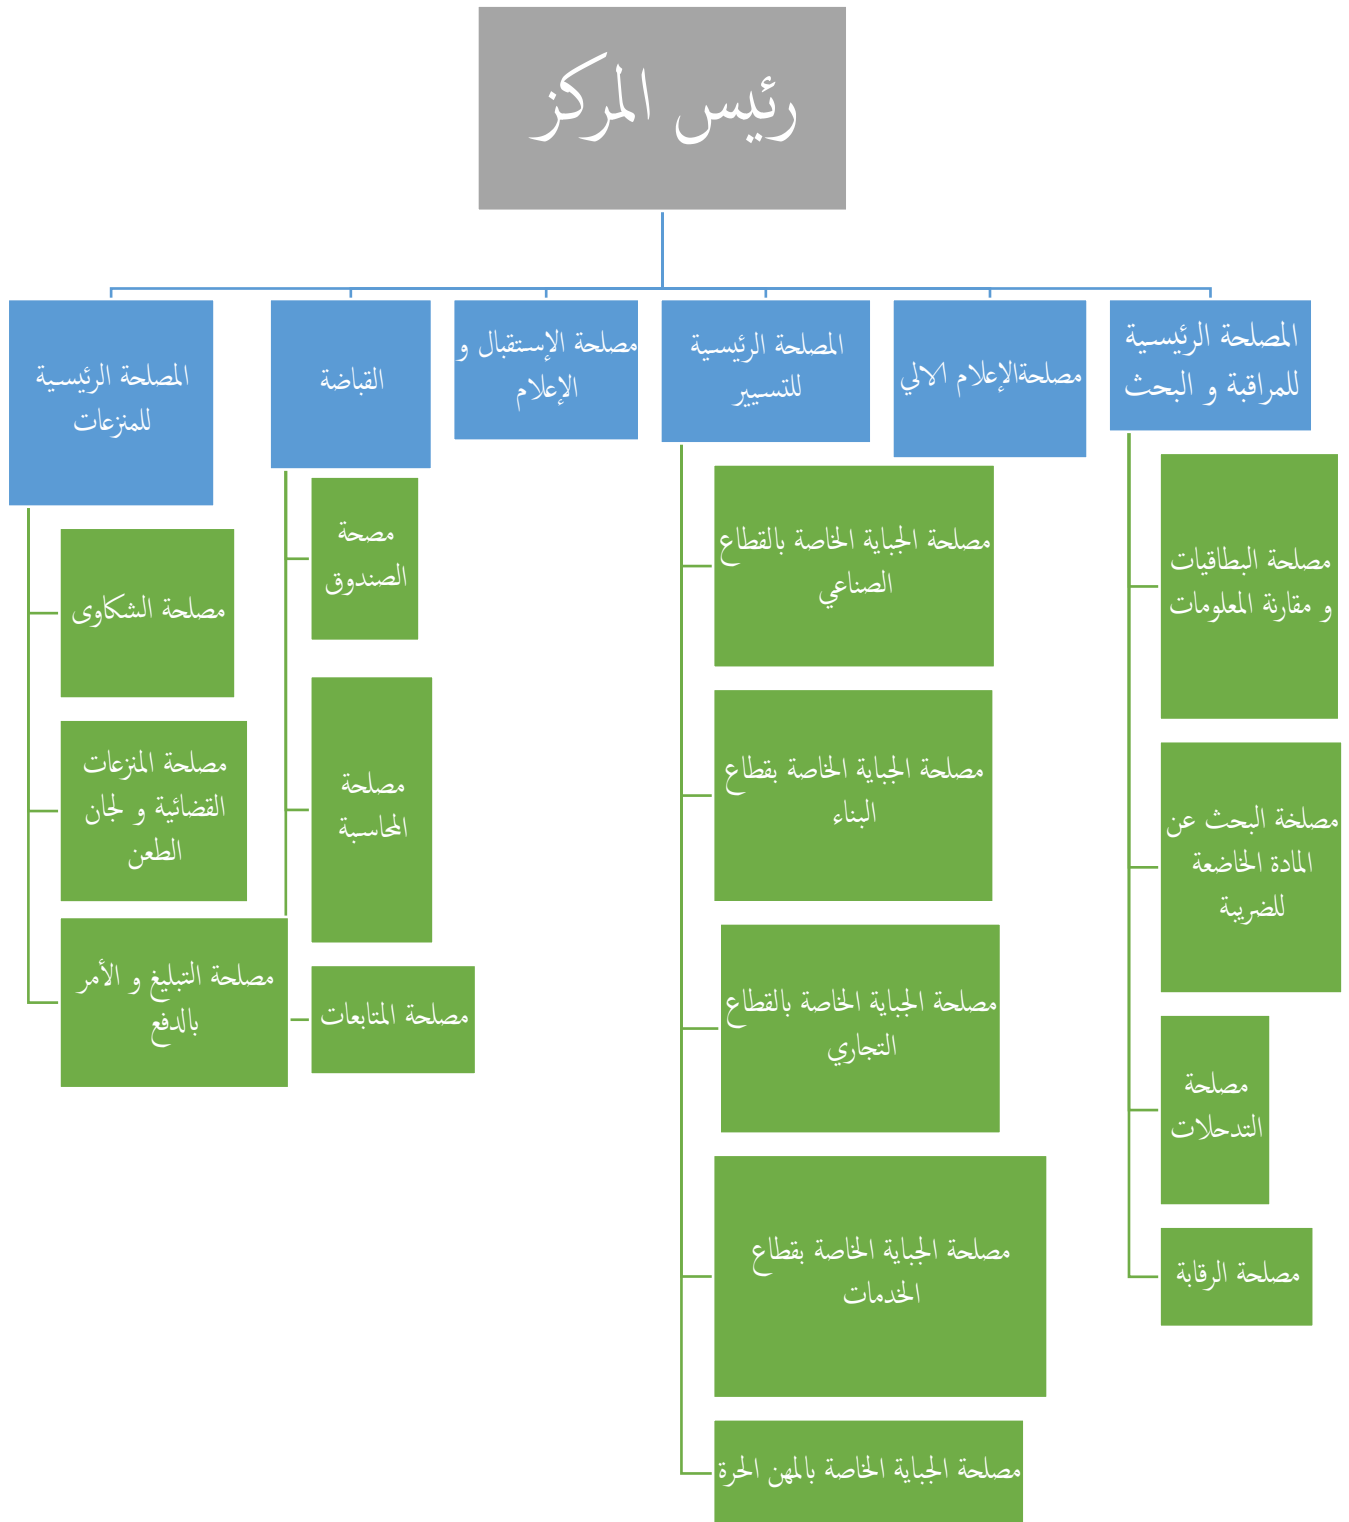 رئيس المركز
المصلحة الرئيسية
للمراقبة و البحث
مصلحة البطاقيات
و مقارنة المعلومات
مصلخة البحث عن
المادة الخاضعة
للضريبة
مصلحة
التدحلات
مصلحة الرقابة
مصلحةالإعلام الالي
المصلحة الرئيسية
للتسيير
مصلحة الجباية الخاصة بالقطاع
الصناعي
مصلحة الجباية الخاصة بقطاع
البناء
مصلحة الجباية الخاصة بالقطاع
التجاري
مصلحة الجباية الخاصة بقطاع
الخدمات
مصلحة الجباية الخاصة بالمهن الحرة
مصلحة الإستقبال و
الإعلام
القباضة
مصحة
الصندوق
مصلحة
المحاسبة
مصلحة المتابعات
المصلحة الرئيسية
للمنزعات
مصلحة الشكاوى
مصلحة المنزعات
القضائية و لجان
الطعن
مصلحة التبليغ و الأمر
بالدفع